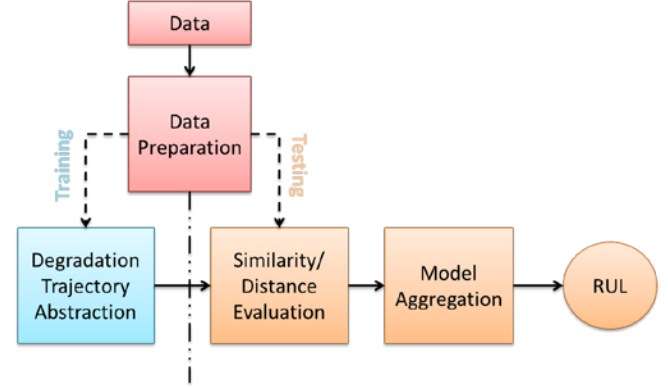 Data
Data
Preparation
Training
Testing
Degradation
Trajectory
Abstraction
Similarity/
Distance
Evaluation
Model
Aggregation
RUL